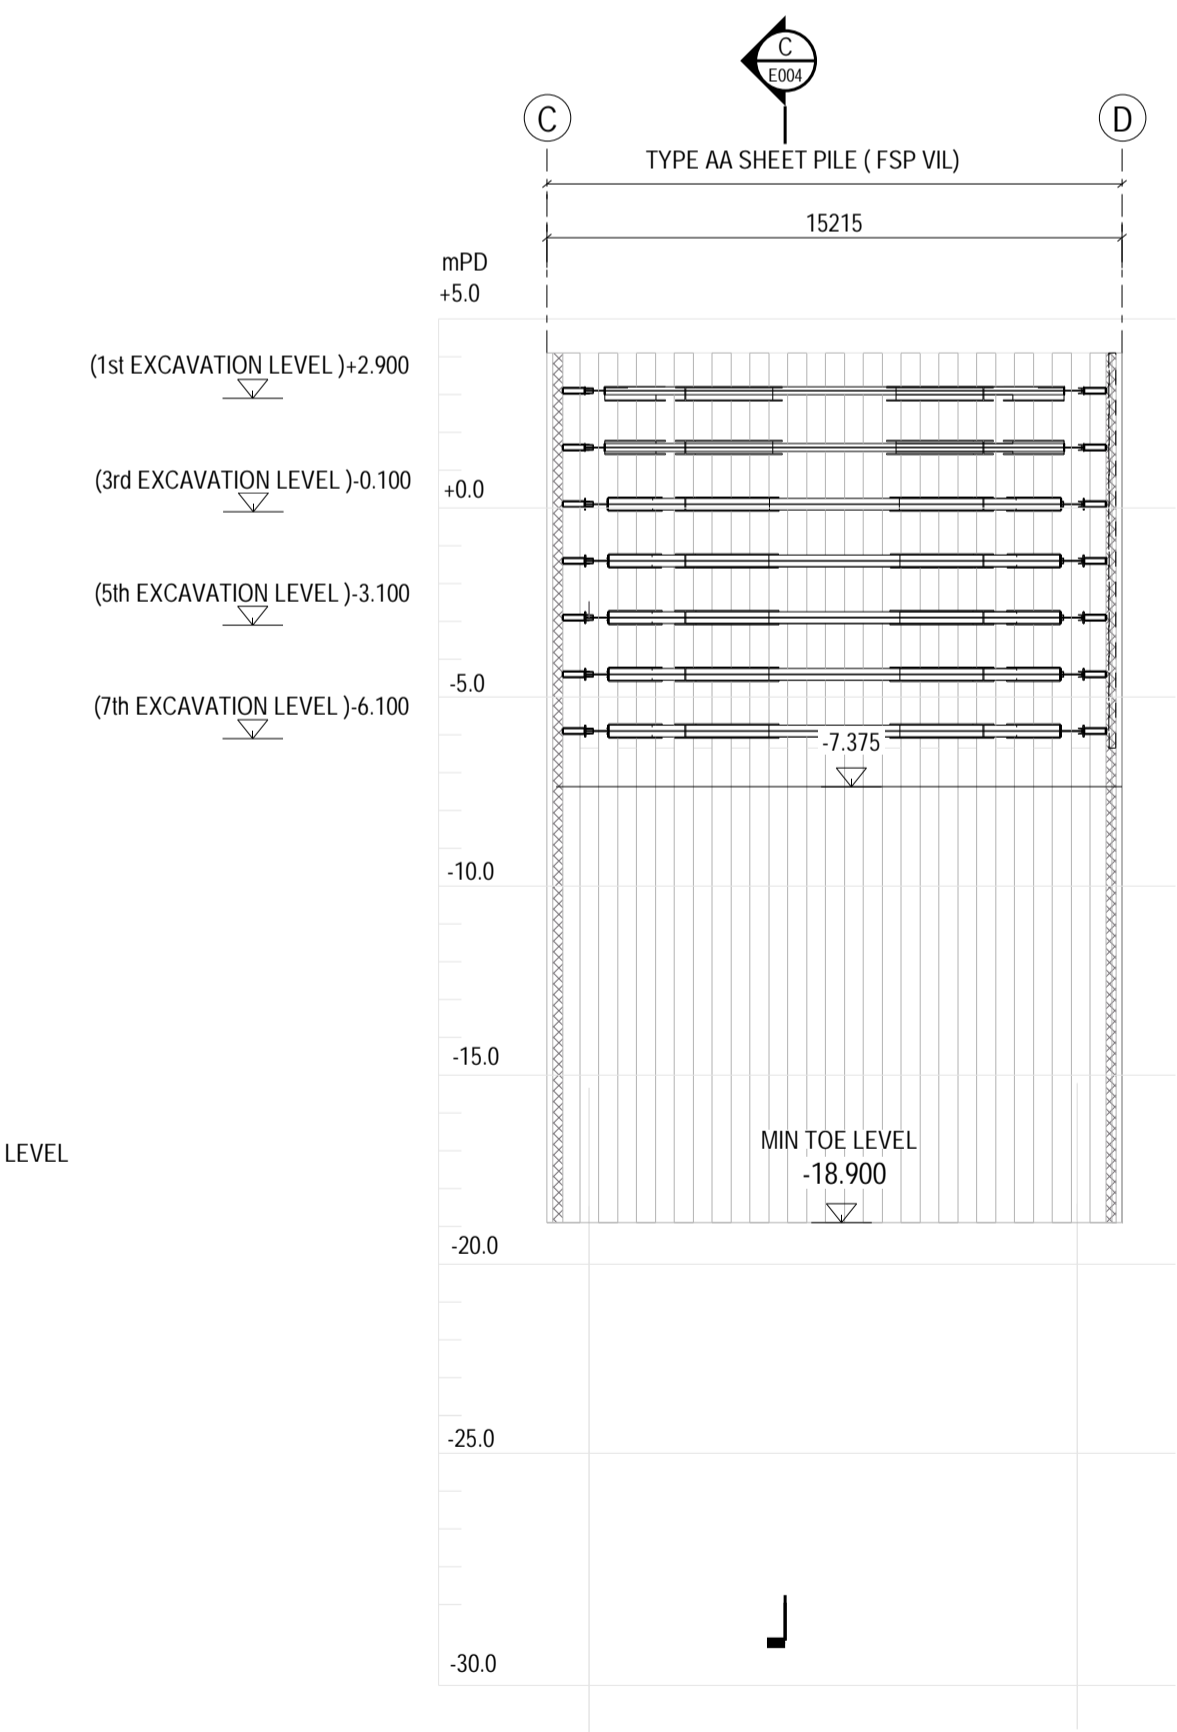 C
E004
C
D
TYPE AA SHEET PILE ( FSP VIL)
15215
mPD
+5.0
(1st EXCAVATION LEVEL )+2.900
(3rd EXCAVATION LEVEL )-0.100
+0.0
(5th EXCAVATION LEVEL )-3.100
-5.0
(7th EXCAVATION LEVEL )-6.100
-7.375
-10.0
-15.0
MIN TOE LEVEL
LEVEL
-18.900
-20.0
-25.0
-30.0